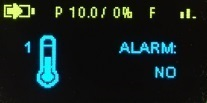 P 10.0/ 0% F
1 ALARM:
NO